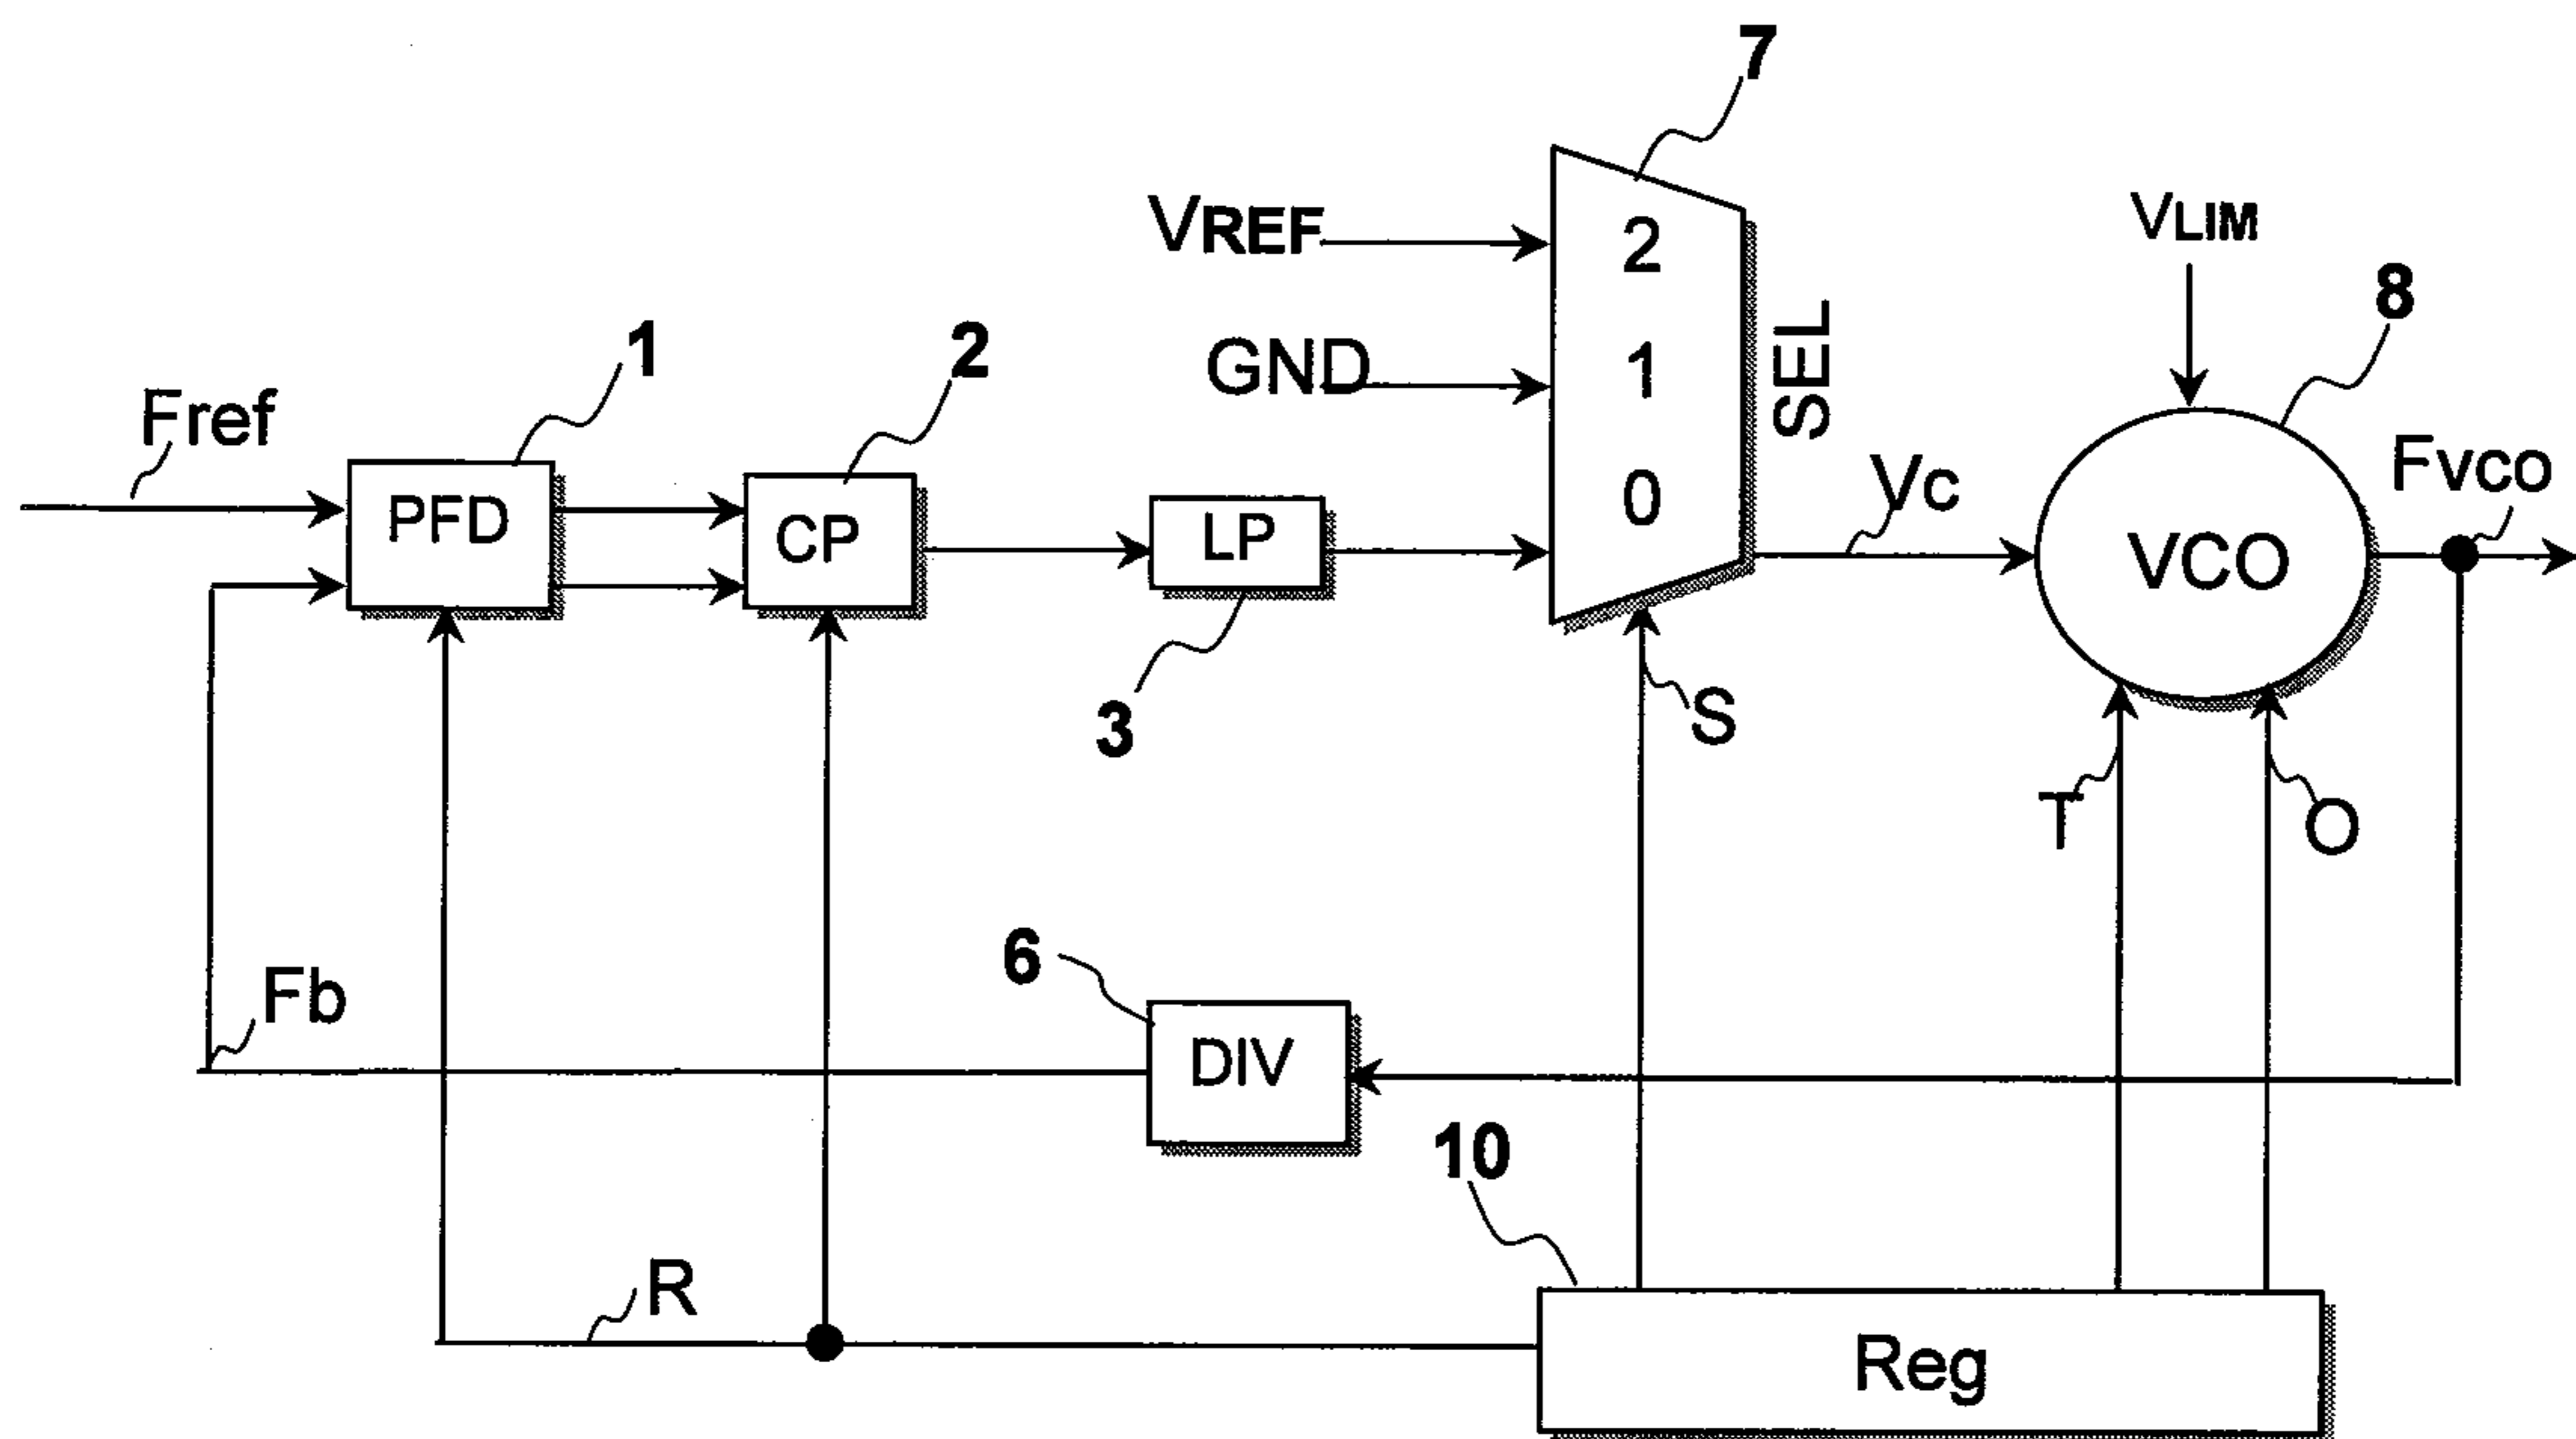 7
VREF
2
VLIM
8
1
2
GND
1
SEL
Fref
Fvco
PFD
CP
LP
0
Vc
VCO
3
S
T
O
6
Fb
DIV
10
R
Reg